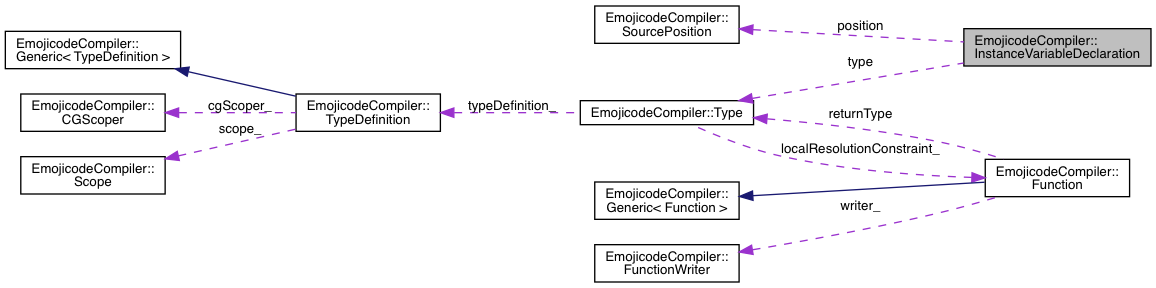 EmojicodeCompiler::
Generic< TypeDefinition >
EmojicodeCompiler::
CGScoper
EmojicodeCompiler::
Scope
cgScoper_
scope_
EmojicodeCompiler::
TypeDefinition
typeDefinition_
EmojicodeCompiler::
SourcePosition
EmojicodeCompiler::Type
EmojicodeCompiler::
Generic< Function >
EmojicodeCompiler::
FunctionWriter
position
type
returnType
localResolutionConstraint_
writer_
EmojicodeCompiler::
InstanceVariableDeclaration
EmojicodeCompiler::
Function